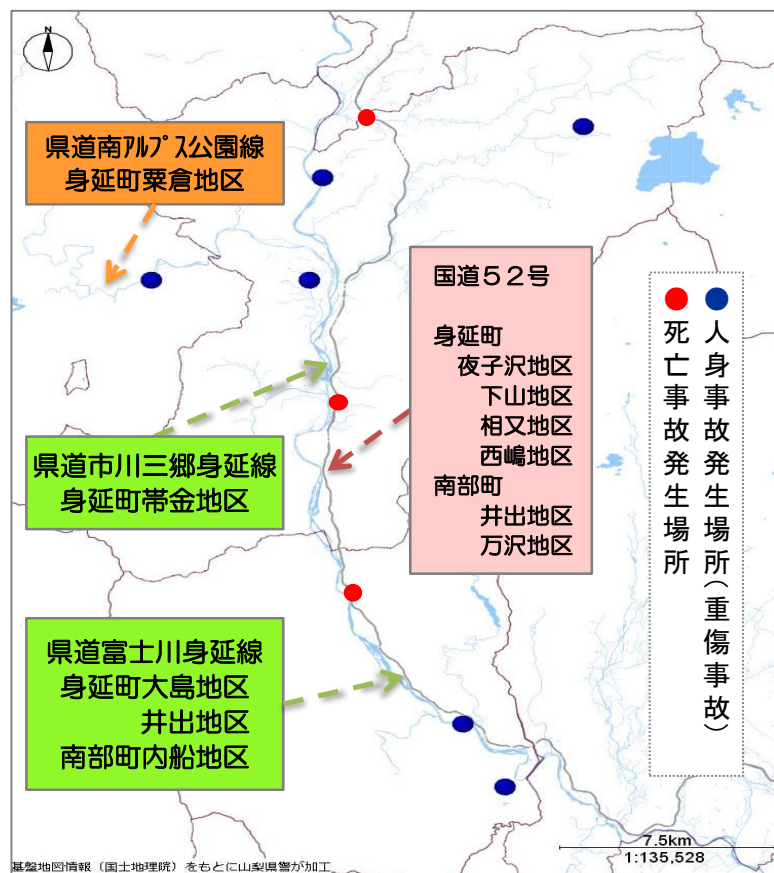 N
県道南ｱﾙﾌﾟｽ公園線
身延町粟倉地区
国道５２号
身延町
夜子沢地区
下山地区
相又地区
西嶋地区
南部町
井出地区
万沢地区
人身事故発生場所（重傷事故）
死亡事故発生場所
県道市川三郷身延線
身延町帯金地区
県道富士川身延線
身延町大島地区
井出地区
南部町内船地区
7.5km
1:135,528
基盤地図情報（国土地理院）をもとに山梨県警が加工